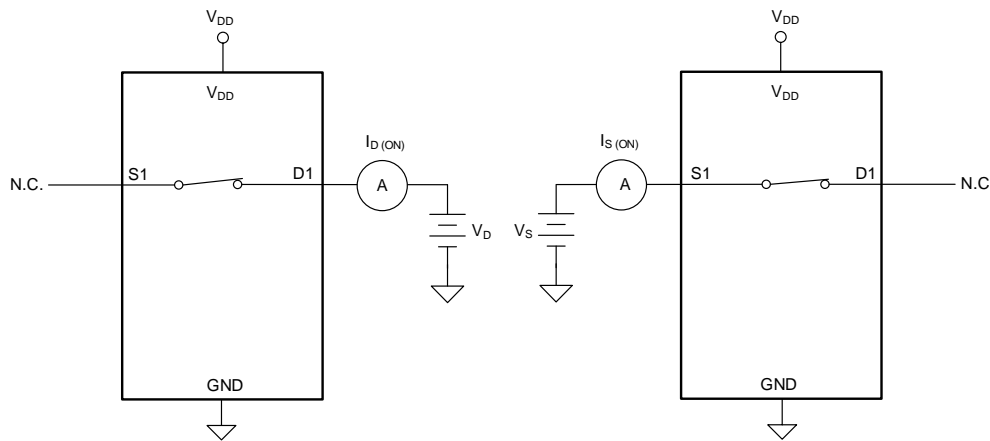 VDD
VDD
ID (ON)
S1
D1
N.C.
A
VD
GND
VDD
VDD
IS (ON)
S1
D1
A
N.C
VS
GND